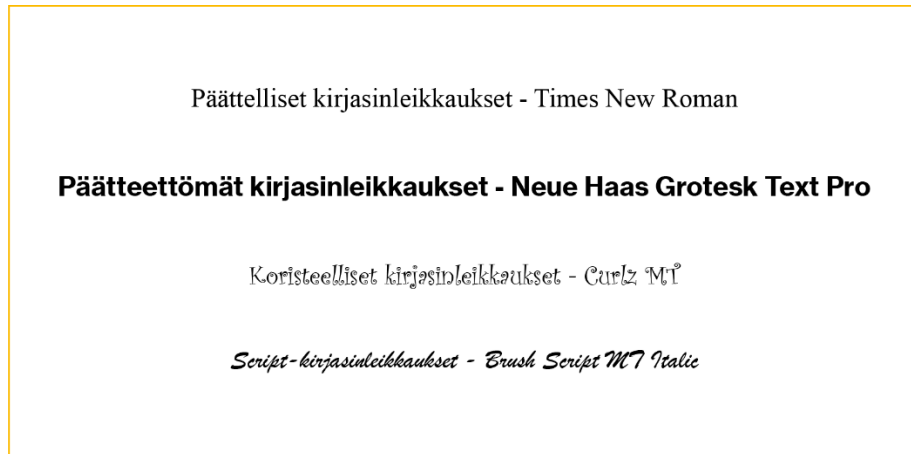 Päättelliset kirjasinleikkaukset - Times New Roman
Päätteettömät kirjasinleikkaukset - Neue Haas Grotesk Text Pro
Koristeelliset kirjasinleikkaukset - Curlz MT
Script-kirjasinleikkaukset - Brush Script MT Italic